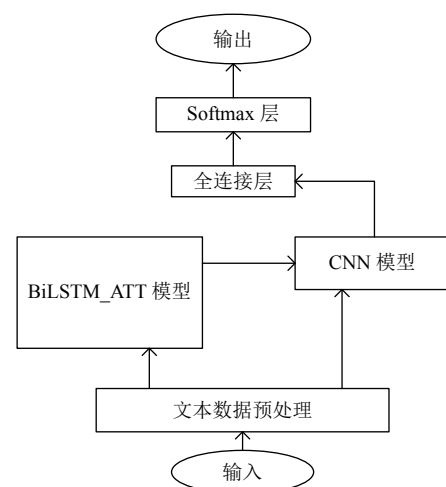 输出
Softmax 层
全连接层
BiLSTM_ATT 模型
CNN 模型
文本数据预处理
输入